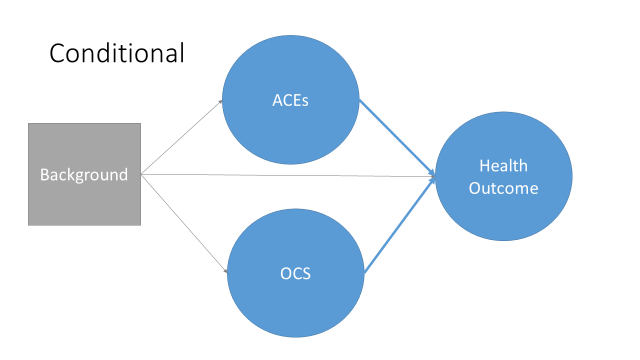 Conditional
ACEs
Background
Health
Outcome
OCS